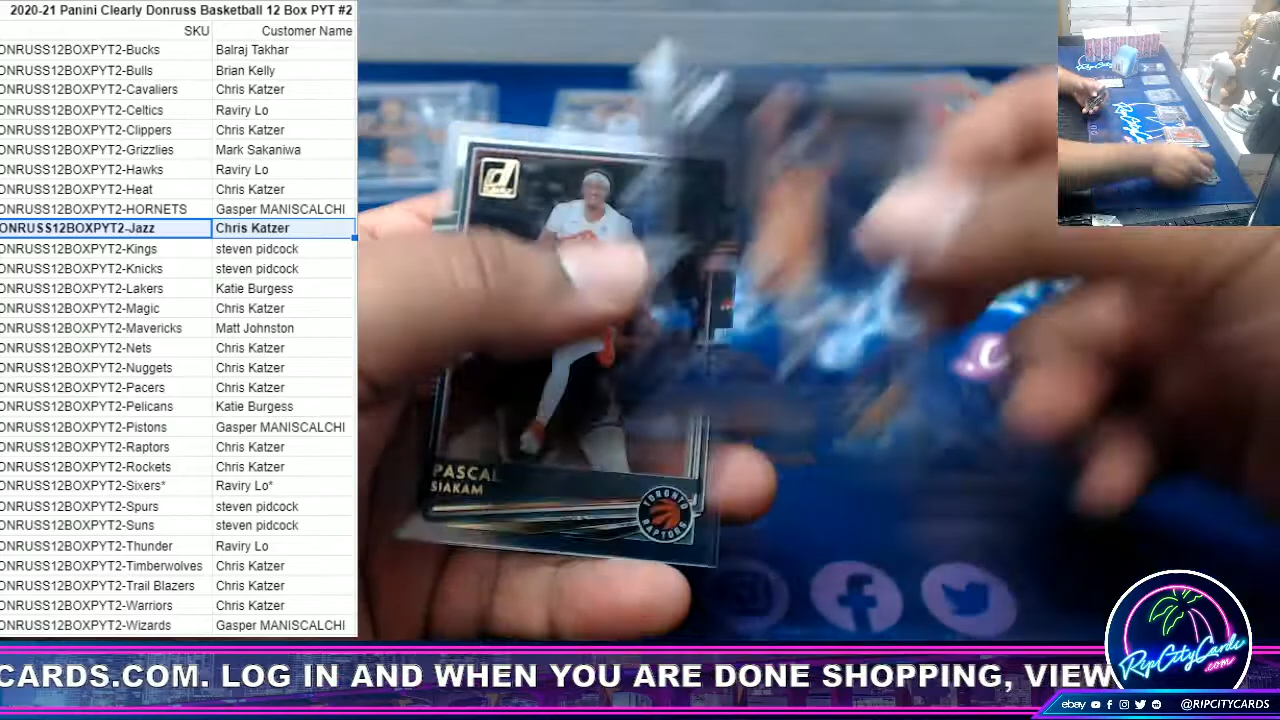 2020-21 Panini Clearly Donruss Basketball 12 Box PYT #2
SKU Customer Name
ONRUSS12BOXPYT2-Bucks Balraj Takhar
ONRUSS12BOXPYT2-Bulls Brian Kelly
ONRUSS12BOXPYT2-Cavaliers Chris Katzer
ONRUSS12BOXPYT2-Celtics Raviry Lo
ONRUSS12BOXPYT2-Clippers Chris Katzer
ONRUSS12BOXPYT2-Grizzlies Mark Sakaniwa
ONRUSS12BOXPYT2-Hawks Raviry Lo
ONRUSS12BOXPYT2-Heat Chris Katzer
ONRUSS12BOXPYT2-HORNETS Gasper MANISCALCHI
ONRUSS12BOXPYT2-Jazz Chris Katzer
ONRUSS12BOXPYT2-Kings steven pidcock
ONRUSS12BOXPYT2-Knicks steven pidcock
ONRUSS12BOXPYT2-Lakers Katie Burgess
ONRUSS12BOXPYT2-Magic Chris Katzer
ONRUSS12BOXPYT2-Mavericks Matt Johnston
ONRUSS12BOXPYT2-Nets Chris Katzer
ONRUSS12BOXPYT2-Nuggets Chris Katzer
ONRUSS12BOXPYT2-Pacers Chris Katzer
ONRUSS12BOXPYT2-Pelicans Katie Burgess
ONRUSS12BOXPYT2-Pistons Gasper MANISCALCHI
ONRUSS12BOXPYT2-Raptors Chris Katzer
ONRUSS12BOXPYT2-Rockets Chris Katzer
ONRUSS12BOXPYT2-Sixers* Raviry Lo*
ONRUSS12BOXPYT2-Spurs steven pidcock
ONRUSS12BOXPYT2-Suns steven pidcock
ONRUSS12BOXPYT2-Thunder Raviry Lo
ONRUSS12BOXPYT2-Timberwolves Chris Katzer
ONRUSS12BOXPYT2-Trail Blazers Chris Katzer
ONRUSS12BOXPYT2-Warriors Chris Katzer
ONRUSS12BOXPYT2-Wizards Gasper MANISCALCHI
PASCAL
SIAKAM
TORONTO
RAPTORS
CARDS.COM. LOG IN AND WHEN YOU ARE DONE SHOPPING, VIEW
RipCityCards
.com
ebay @RIPCITYCARDS